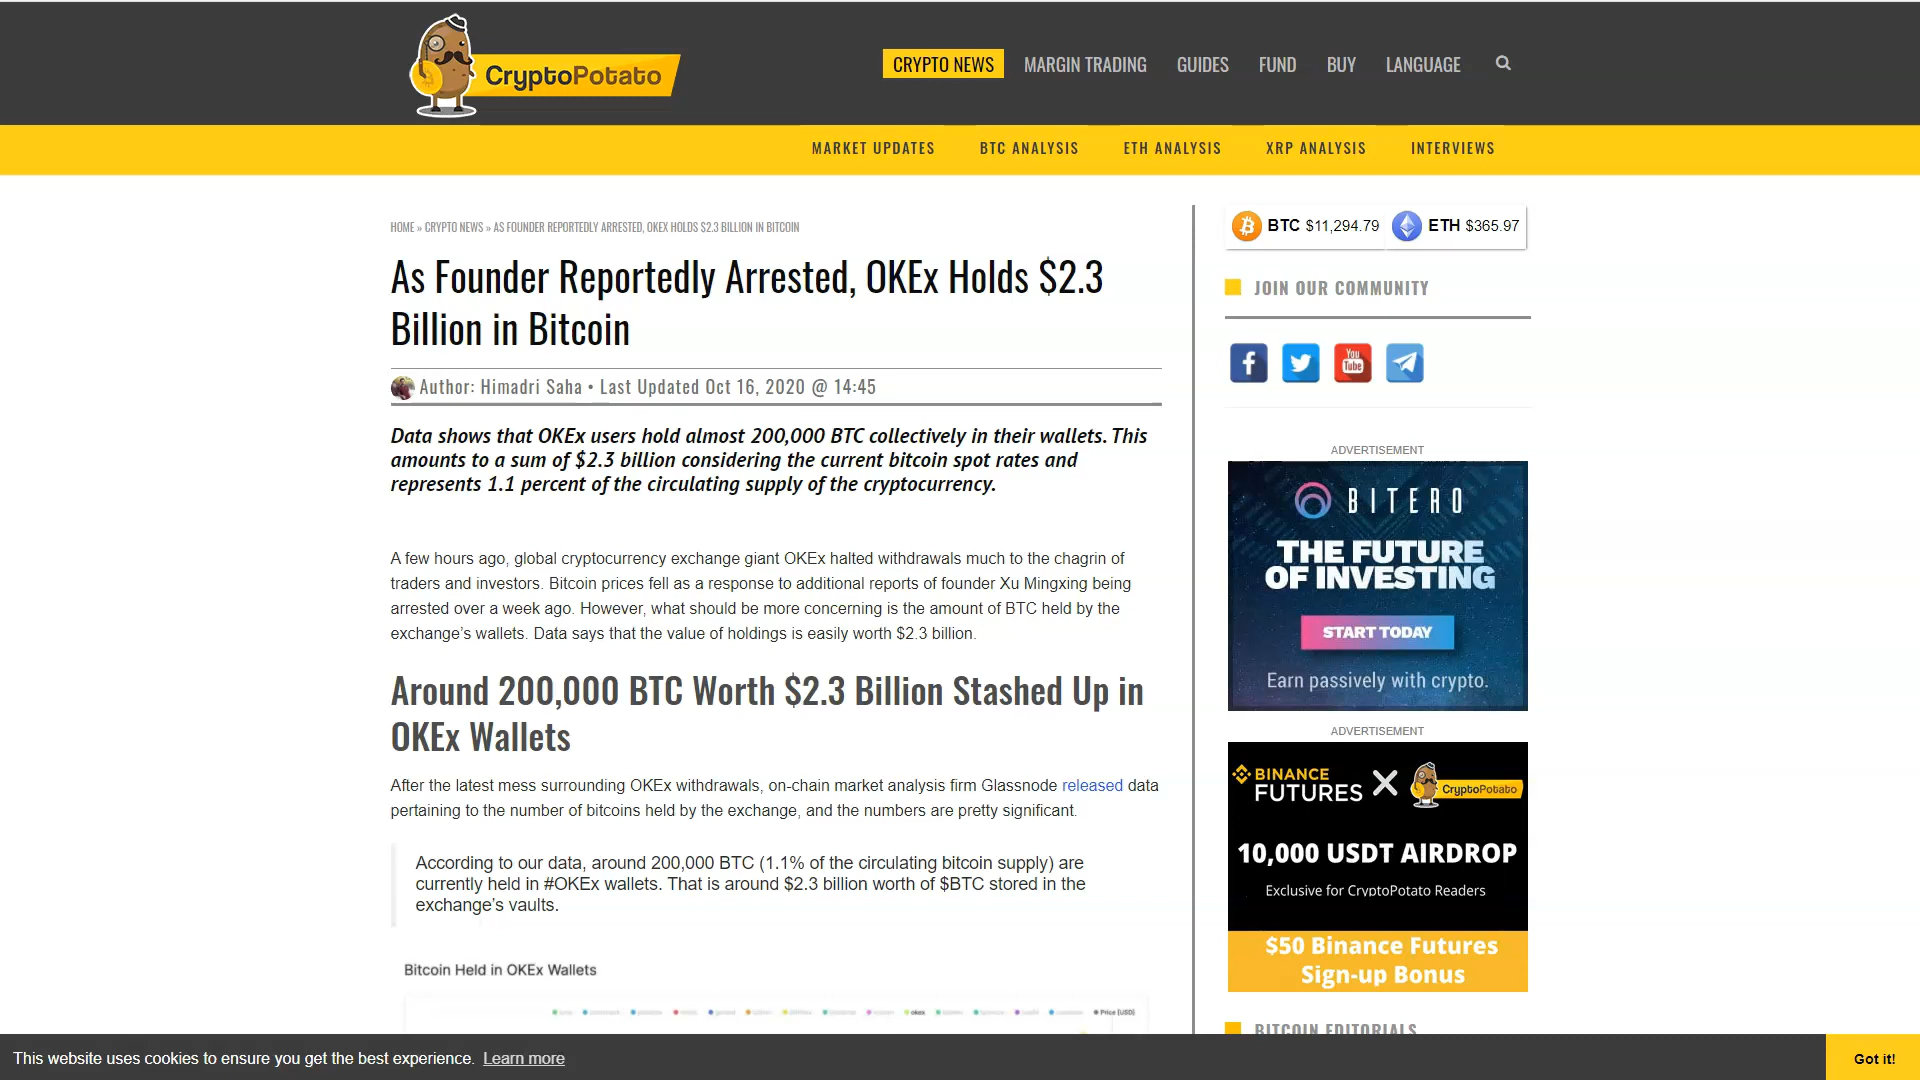 CryptoPotato
CRYPTO NEWS
MARGIN TRADING
GUIDES
FUND
BUY
LANGUAGE
MARKET UPDATES
BTC ANALYSIS
ETH ANALYSIS
XRP ANALYSIS
INTERVIEWS
HOME » CRYPTO NEWS » AS FOUNDER REPORTEDLY ARRESTED, OKEX HOLDS $2.3 BILLION IN BITCOIN
As Founder Reportedly Arrested, OKEx Holds $2.3
Billion in Bitcoin
Author: Himadri Saha • Last Updated Oct 16, 2020 @ 14:45
Data shows that OKEx users hold almost 200,000 BTC collectively in their wallets. This
amounts to a sum of $2.3 billion considering the current bitcoin spot rates and
represents 1.1 percent of the circulating supply of the cryptocurrency.
A few hours ago, global cryptocurrency exchange giant OKEx halted withdrawals much to the chagrin of
traders and investors. Bitcoin prices fell as a response to additional reports of founder Xu Mingxing being
arrested over a week ago. However, what should be more concerning is the amount of BTC held by the
exchange’s wallets. Data says that the value of holdings is easily worth $2.3 billion.
Around 200,000 BTC Worth $2.3 Billion Stashed Up in
OKEx Wallets
After the latest mess surrounding OKEx withdrawals, on-chain market analysis firm Glassnode released data
pertaining to the number of bitcoins held by the exchange, and the numbers are pretty significant.
According to our data, around 200,000 BTC (1.1% of the circulating bitcoin supply) are
currently held in #OKEx wallets. That is around $2.3 billion worth of $BTC stored in the
exchange’s vaults.
Bitcoin Held in OKEx Wallets
okex
Price (USD)
BTC $11,294.79
ETH $365.97
JOIN OUR COMMUNITY
You
Tube
ADVERTISEMENT
BITERO
THE FUTURE
OF INVESTING
START TODAY
Earn passively with crypto.
ADVERTISEMENT
BINANCE
FUTURES
CryptoPotato
10,000 USDT AIRDROP
Exclusive for CryptoPotato Readers
$50 Binance Futures
Sign-up Bonus
BITCOIN EDITORIALS
This website uses cookies to ensure you get the best experience. Learn more
Got it!